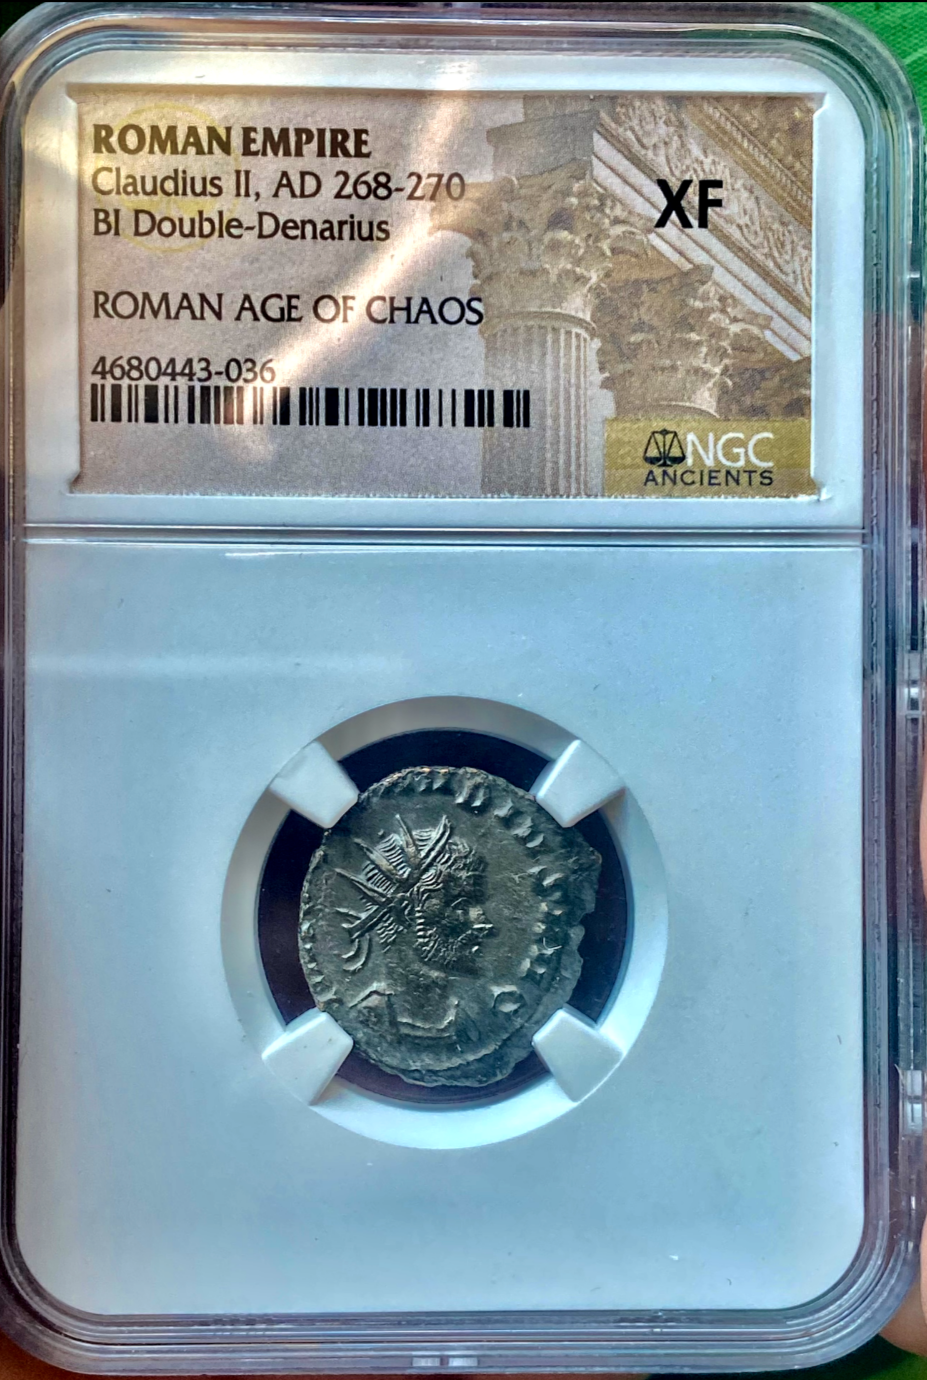 ROMAN EMPIRE
Claudius II, AD 268-270
BI Double-Denarius
XF
ROMAN AGE OF CHAOS
4680443-036
NGC
ANCIENTS